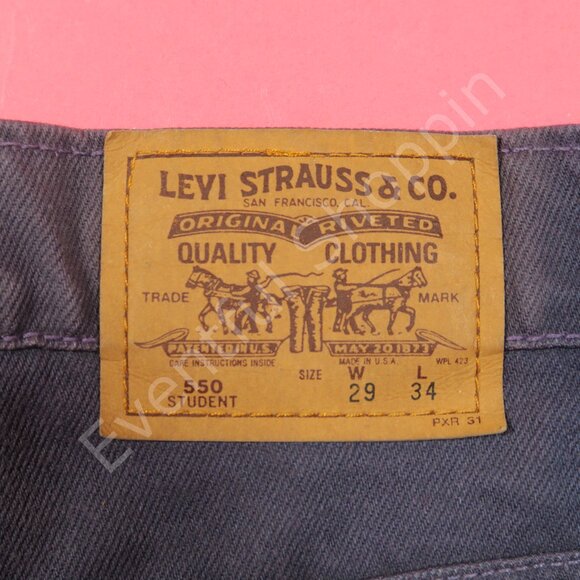 LEVI STRAUSS & CO.
SAN FRANCISCO, CAL.
ORIGINAL RIVETED
QUALITY CLOTHING
TRADE MARK
PATENTED IN U.S. MAY 20 1873
CARE INSTRUCTIONS INSIDE MADE IN U.S.A. WPL 423
550 SIZE W L
STUDENT 29 34
PXR 31